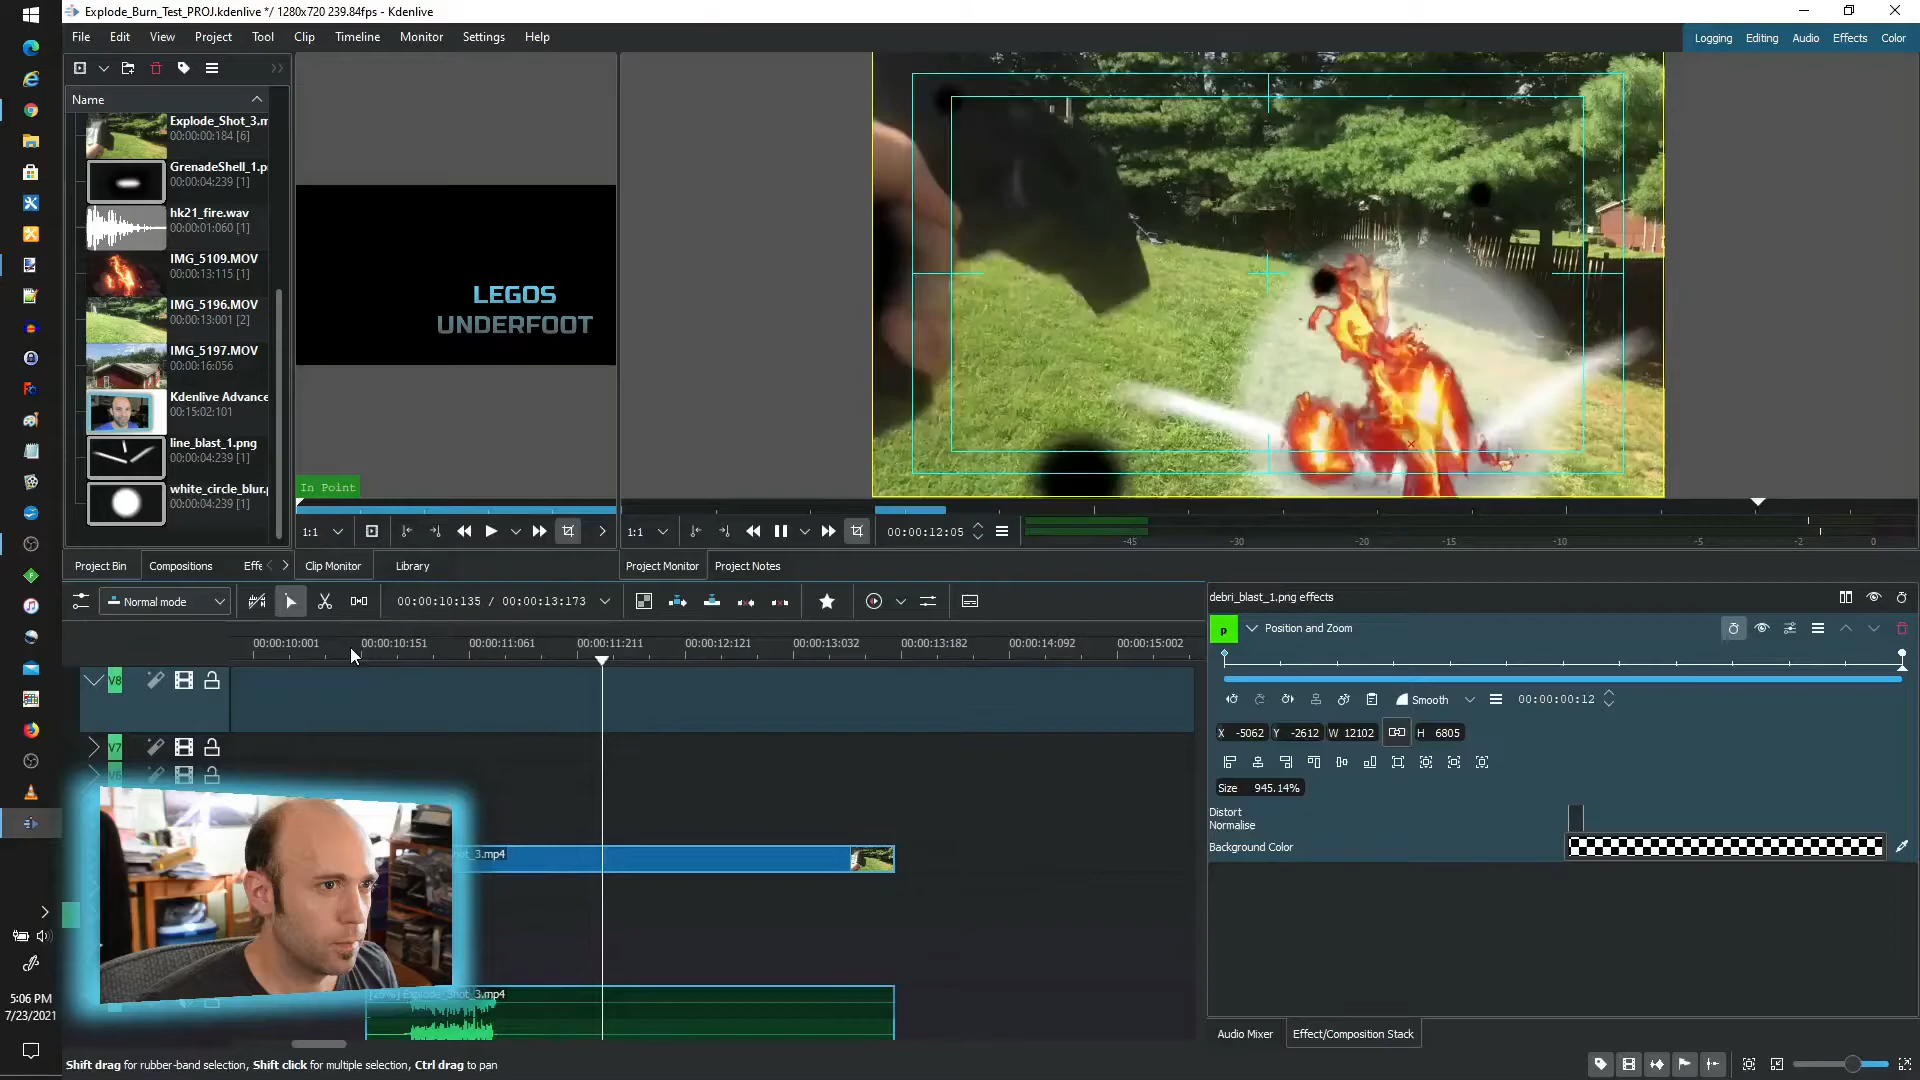 Explode_Burn_Test_PROJ.kdenlive */ 1280x720 239.84fps - Kdenlive
File Edit View Project Tool Clip Timeline Monitor Settings Help
Logging Editing Audio Effects Color
Name
Explode_Shot_3.m
00:00:00:184 [6]
GrenadeShell_1.p
00:00:04:239 [1]
hk21_fire.wav
00:00:01:060 [1]
IMG_5109.MOV
00:00:13:115 [1]
IMG_5196.MOV
00:00:13:001 [2]
IMG_5197.MOV
00:00:16:056
Kdenlive Advance
00:15:02:101
line_blast_1.png
00:00:04:239 [1]
white_circle_blur.p
00:00:04:239 [1]
LEGOS
UNDERFOOT
In Point
1:1
1:1
00:00:12:05
-45 -30 -20 -15 -10 -5 -2 0
Project Bin Compositions Effe Clip Monitor Library
Project Monitor Project Notes
Normal mode
00:00:10:135 / 00:00:13:173
00:00:10:001 00:00:10:151 00:00:11:061 00:00:11:211 00:00:12:121 00:00:13:032 00:00:13:182 00:00:14:092 00:00:15:002
V8
V7
V6
ot_3.mp4
Explode_Shot_3.mp4
debri_blast_1.png effects
p
Position and Zoom
Smooth
00:00:00:12
X -5062 Y -2612 W 12102 H 6805
Size 945.14%
Distort
Normalise
Background Color
Audio Mixer Effect/Composition Stack
5:06 PM
7/23/2021
Shift drag for rubber-band selection, Shift click for multiple selection, Ctrl drag to pan